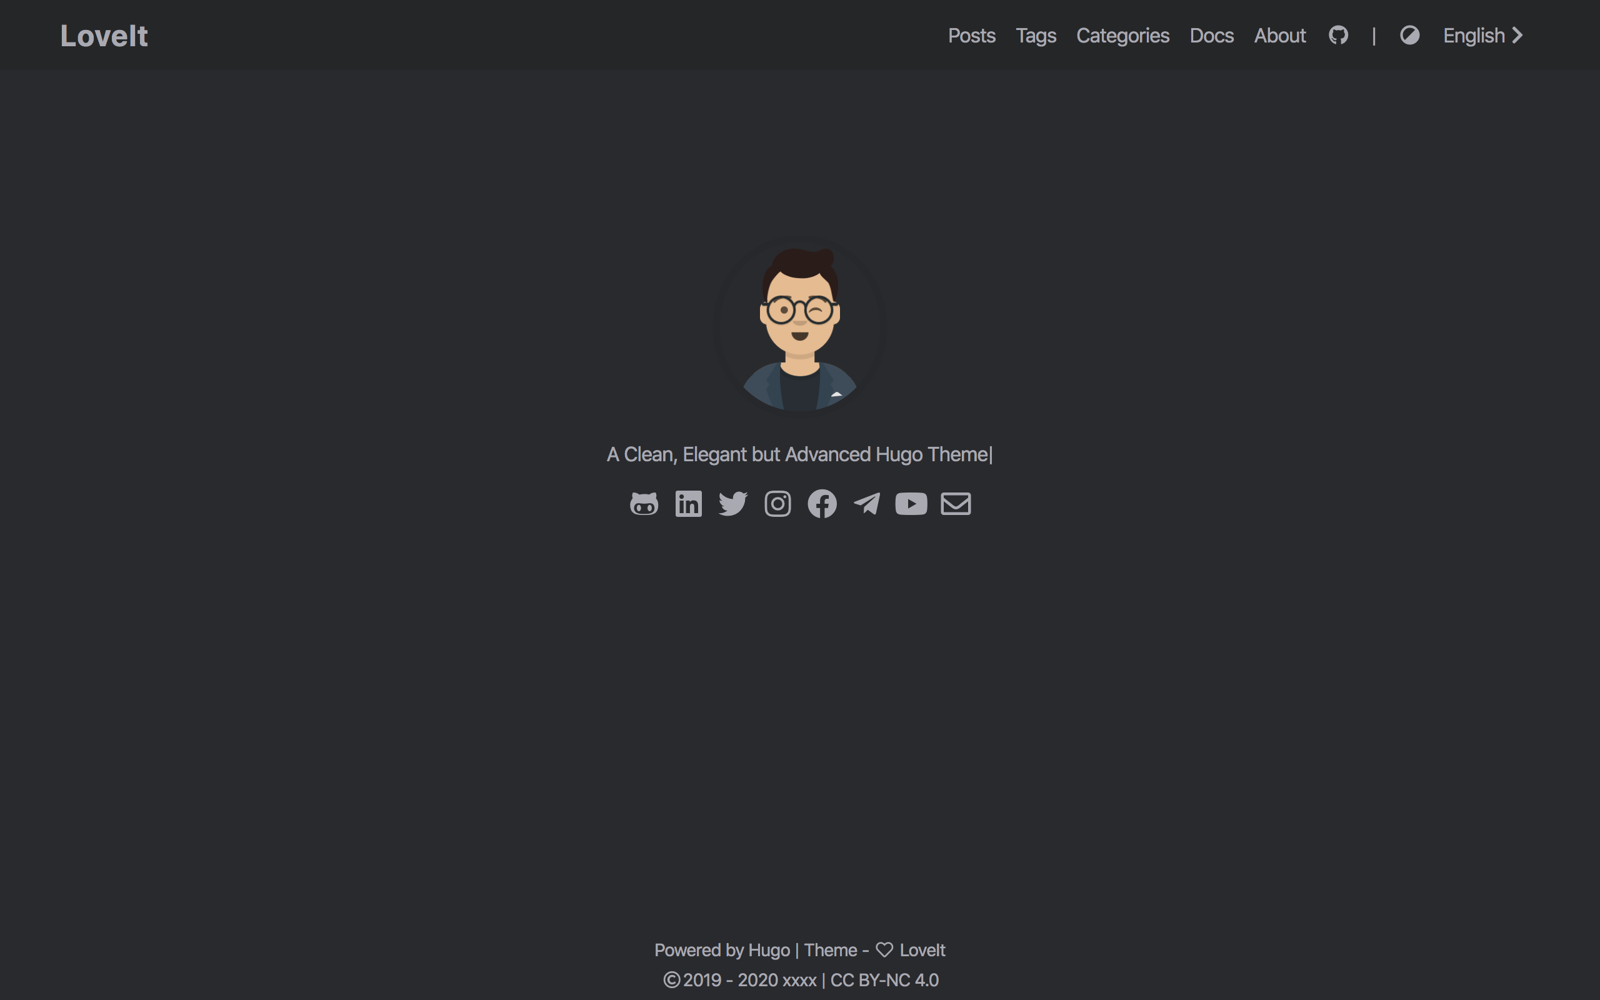 LoveIt
Posts Tags Categories Docs About | English
A Clean, Elegant but Advanced Hugo Theme|
Powered by Hugo | Theme - LoveIt
©2019 - 2020 xxxx | CC BY-NC 4.0